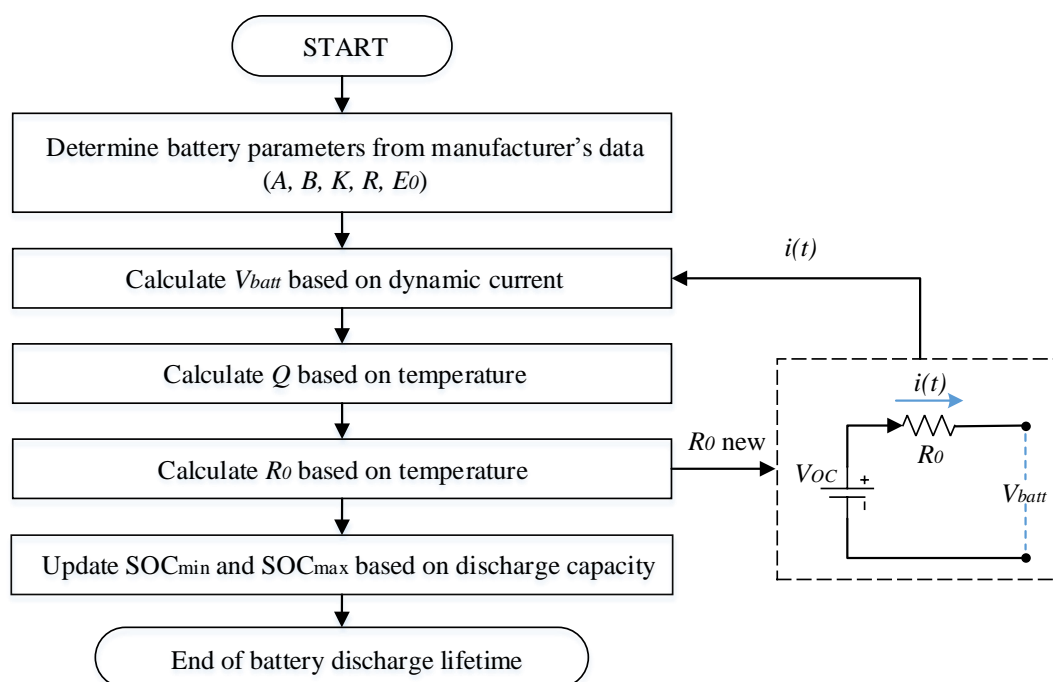 START
Determine battery parameters from manufacturer's data
(A, B, K, R, E0)
Calculate Vbatt based on dynamic current
i(t)
Calculate Q based on temperature
Calculate R0 based on temperature
R0 new
i(t)
R0
VOC
+
Vbatt
Update SOCmin and SOCmax based on discharge capacity
End of battery discharge lifetime